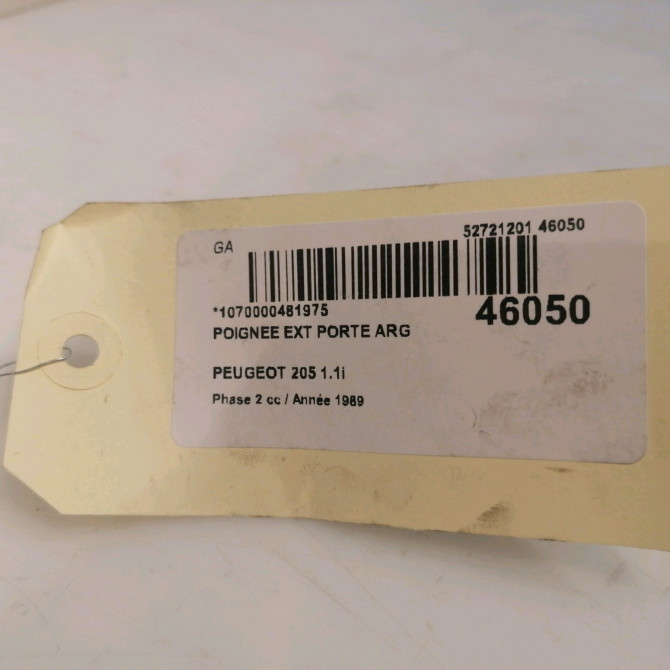 GA
52721201 46050
*1070000481975
46050
POIGNEE EXT PORTE ARG
PEUGEOT 205 1.1i
Phase 2 cc / Année 1989